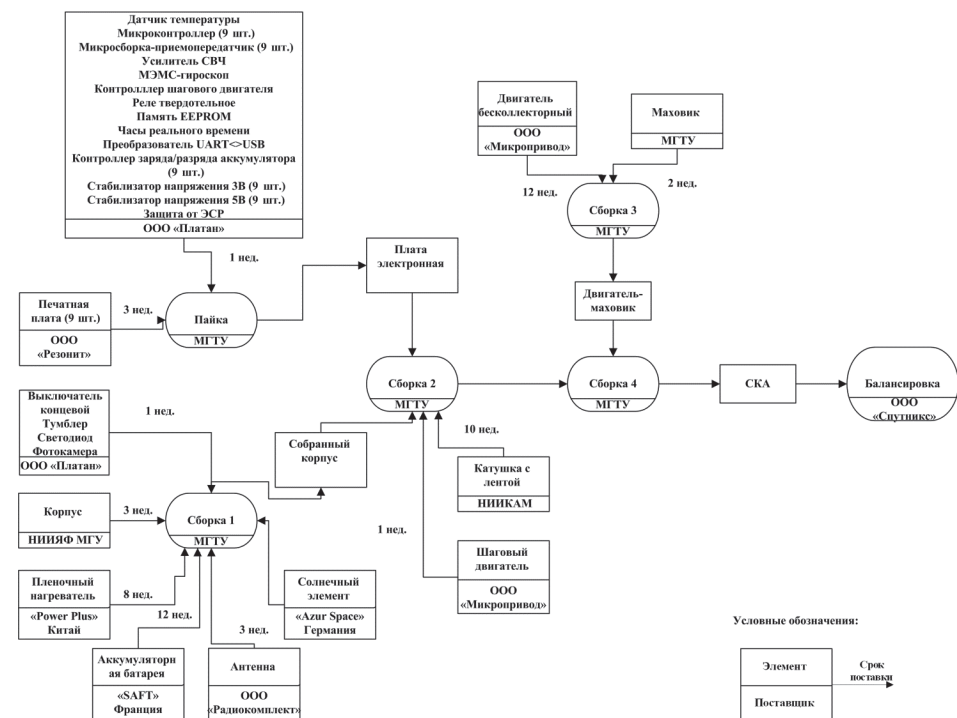 Датчик температуры
Микроконтроллер (9 шт.)
Микросборка-приемопередатчик (9 шт.)
Усилитель СВЧ
МЭМС-гироскоп
Контролллер шагового двигателя
Реле твердотельное
Память EEPROM
Часы реального времени
Преобразователь UART<>USB
Контроллер заряда/разряда аккумулятора
(9 шт.)
Стабилизатор напряжения 3В (9 шт.)
Стабилизатор напряжения 5В (9 шт.)
Защита от ЭСР
ООО «Платан»
1 нед.
Двигатель
бесколлекторный
ООО
«Микропривод»
12 нед.
Маховик
МГТУ
2 нед.
Сборка 3
МГТУ
Плата
электронная
Двигатель-
маховик
Печатная
плата (9 шт.)
ООО
«Резонит»
3 нед.
Пайка
МГТУ
Сборка 2
МГТУ
Сборка 4
МГТУ
СКА
Балансировка
ООО
«Спутникс»
Выключатель
концевой
Тумблер
Светодиод
Фотокамера
ООО «Платан»
1 нед.
Собранный
корпус
10 нед.
Катушка с
лентой
НИИКАМ
Корпус
НИИЯФ МГУ
3 нед.
Сборка 1
МГТУ
1 нед.
Шаговый
двигатель
ООО
«Микропривод»
Пленочный
нагреватель
«Power Plus»
Китай
8 нед.
12 нед.
Солнечный
элемент
«Azur Space»
Германия
3 нед.
Аккумуляторн
ая батарея
«SAFT»
Франция
Антенна
ООО
«Радиокомплект»
Условные обозначения:
Элемент
Поставщик
Срок
поставки